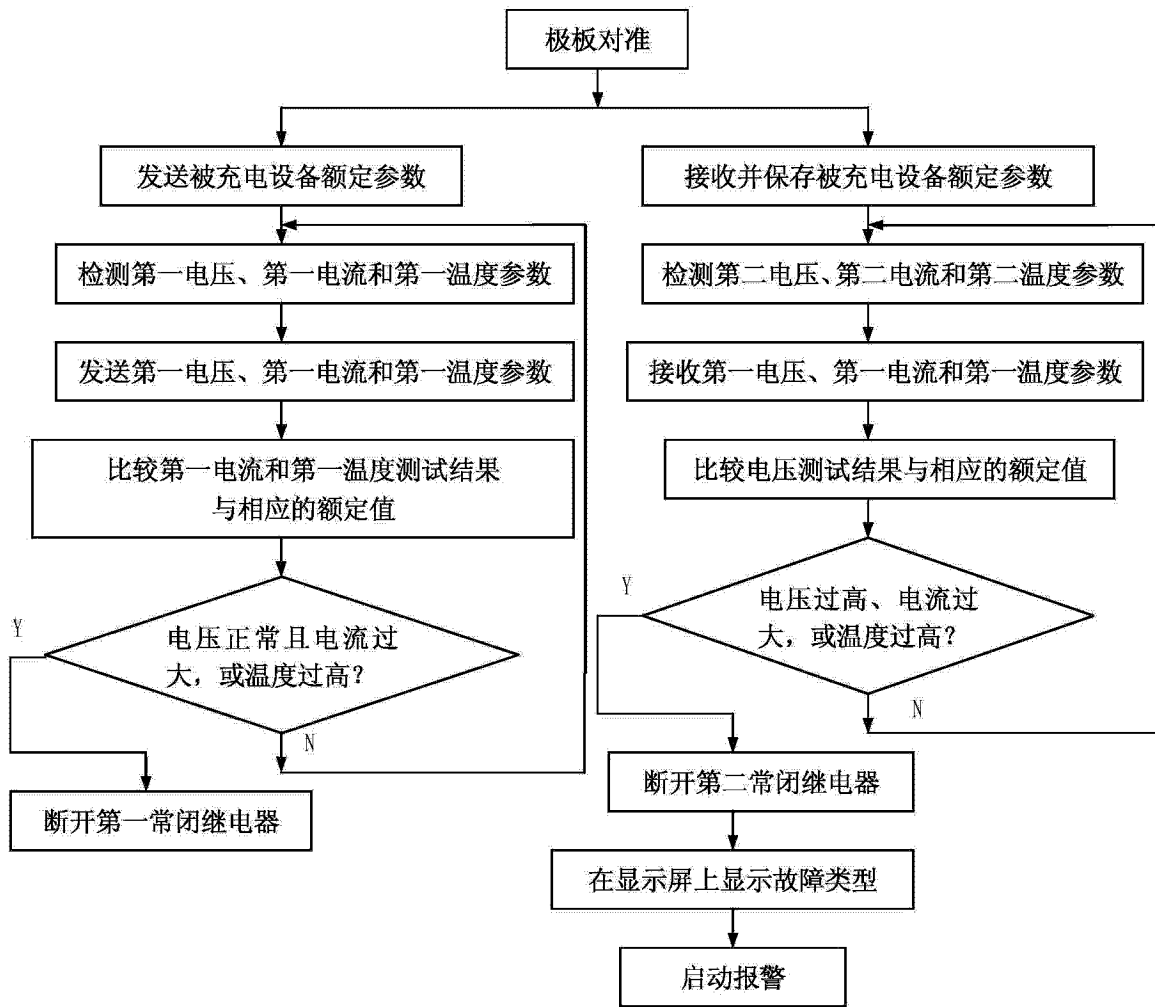 极板对准
发送被充电设备额定参数
检测第一电压、第一电流和第一温度参数
发送第一电压、第一电流和第一温度参数
比较第一电流和第一温度测试结果
与相应的额定值
电压正常且电流过
大，或温度过高？
Y
N
断开第一常闭继电器
接收并保存被充电设备额定参数
检测第二电压、第二电流和第二温度参数
接收第一电压、第一电流和第一温度参数
比较电压测试结果与相应的额定值
电压过高、电流过
大，或温度过高？
Y
N
断开第二常闭继电器
在显示屏上显示故障类型
启动报警